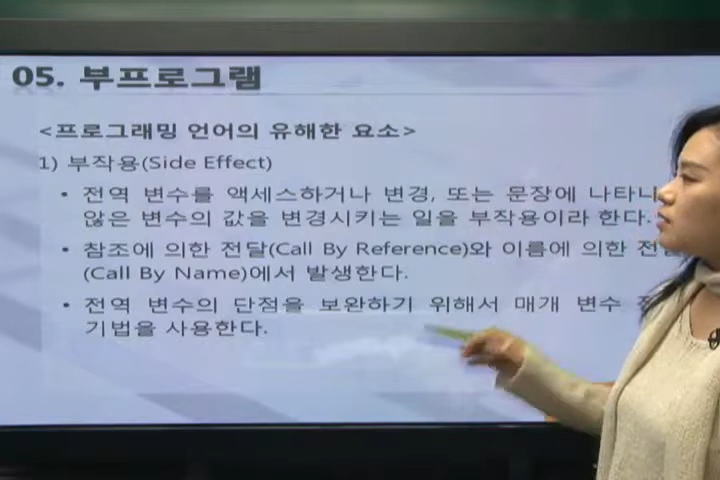 05. 부프로그램
<프로그래밍 언어의 유해한 요소>
1) 부작용(Side Effect)
• 전역 변수를 액세스하거나 변경, 또는 문장에 나타나
않은 변수의 값을 변경시키는 일을 부작용이라 한다.
• 참조에 의한 전달(Call By Reference)와 이름에 의한
(Call By Name)에서 발생한다.
• 전역 변수의 단점을 보완하기 위해서 매개 변수
기법을 사용한다.